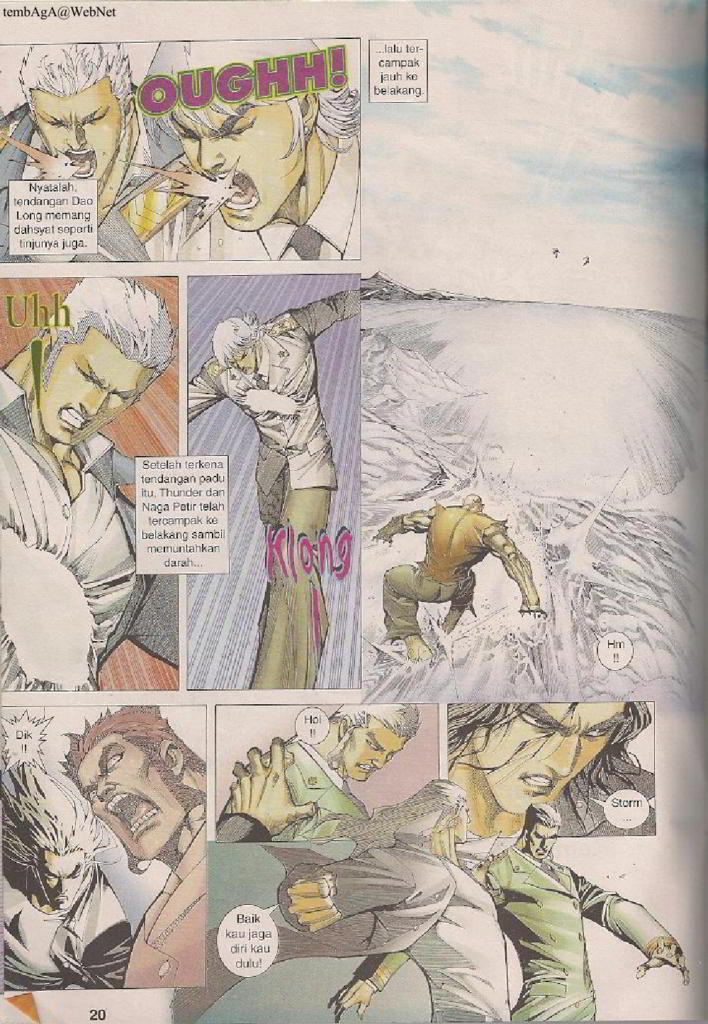 tembAgA@WebNet
OUGHH!
Nyatalah,
tendangan Dao
Long memang
dahsyat seperti
tinjunya juga.
...lalu ter-
campak
jauh ke
belakang.
Uhh
!
Setelah terkena
tendangan padu
itu, Thunder dan
Naga Petir telah
tercampak ke
belakang sambil
memuntahkan
darah...
Klong
!
Hm
!!
Dik
!!
Hoi
!!
Storm
...
Baik
kau jaga
diri kau
dulu!
20